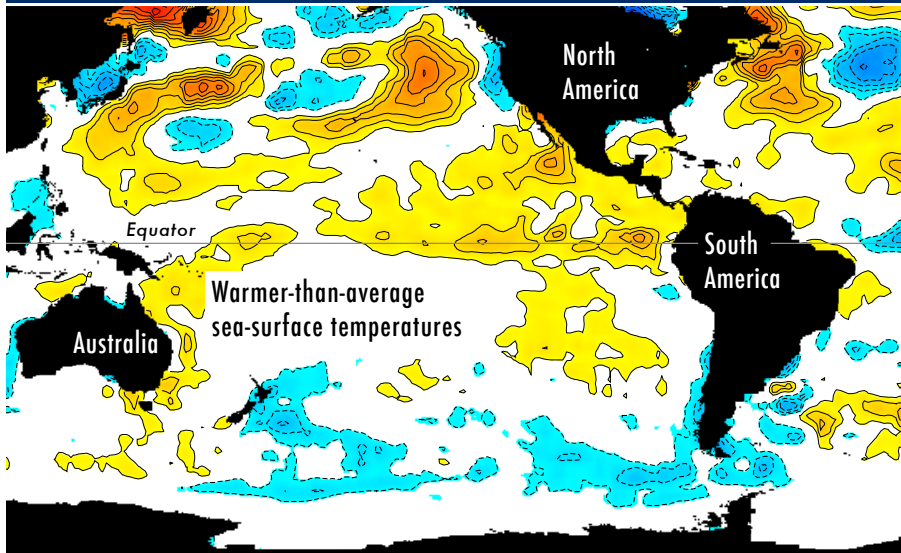 North
America
Equator
South
America
Warmer-than-average
sea-surface temperatures
Australia